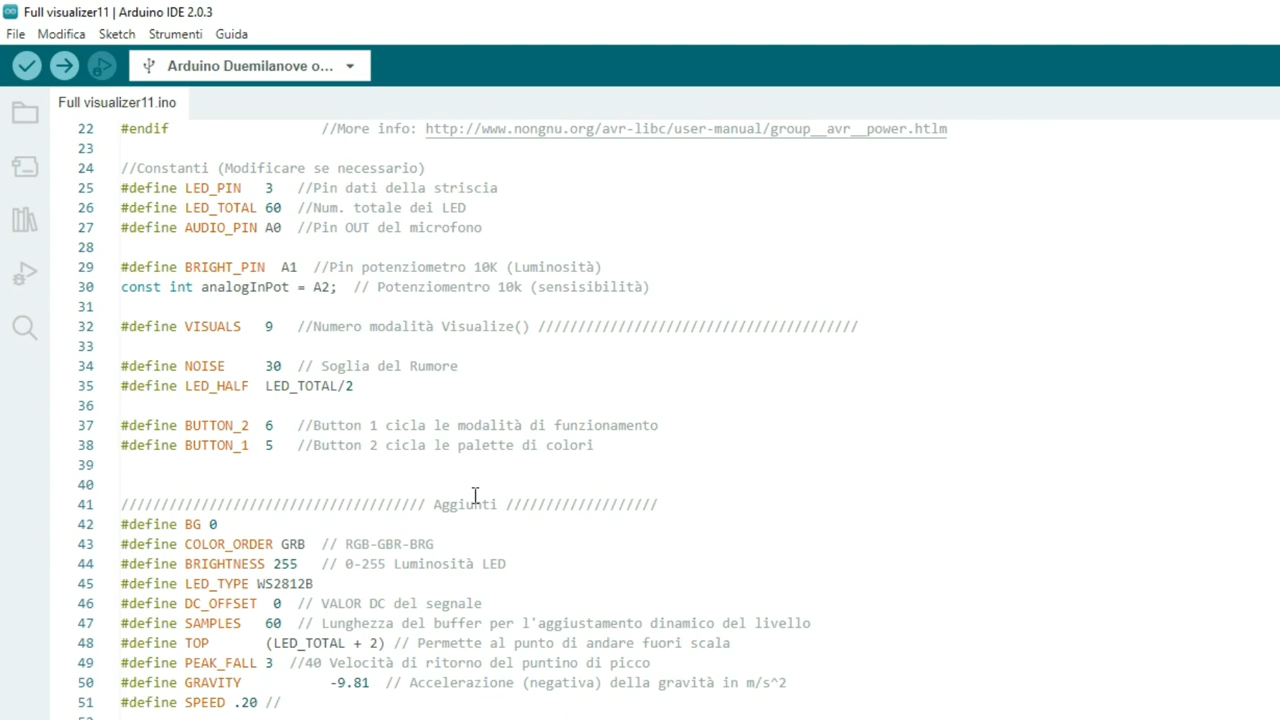 Full visualizer11 | Arduino IDE 2.0.3
File Modifica Sketch Strumenti Guida
Arduino Duemilanove o...
Full visualizer11.ino
22 #endif //More info: http://www.nongnu.org/avr-libc/user-manual/group__avr__power.htlm
23
24 //Constanti (Modificare se necessario)
25 #define LED_PIN 3 //Pin dati della striscia
26 #define LED_TOTAL 60 //Num. totale dei LED
27 #define AUDIO_PIN A0 //Pin OUT del microfono
28
29 #define BRIGHT_PIN A1 //Pin potenziometro 10K (Luminosità)
30 const int analogInPot = A2; // Potenziomentro 10k (sensisibilità)
31
32 #define VISUALS 9 //Numero modalità Visualize() ////////////////////////////////////////
33
34 #define NOISE 30 // Soglia del Rumore
35 #define LED_HALF LED_TOTAL/2
36
37 #define BUTTON_2 6 //Button 1 cicla le modalità di funzionamento
38 #define BUTTON_1 5 //Button 2 cicla le palette di colori
39
40
41 ////////////////////////////////////// Aggiunti ///////////////////
42 #define BG 0
43 #define COLOR_ORDER GRB // RGB-GBR-BRG
44 #define BRIGHTNESS 255 // 0-255 Luminosità LED
45 #define LED_TYPE WS2812B
46 #define DC_OFFSET 0 // VALOR DC del segnale
47 #define SAMPLES 60 // Lunghezza del buffer per l'aggiustamento dinamico del livello
48 #define TOP (LED_TOTAL + 2) // Permette al punto di andare fuori scala
49 #define PEAK_FALL 3 //40 Velocità di ritorno del puntino di picco
50 #define GRAVITY -9.81 // Accelerazione (negativa) della gravità in m/s^2
51 #define SPEED .20 //